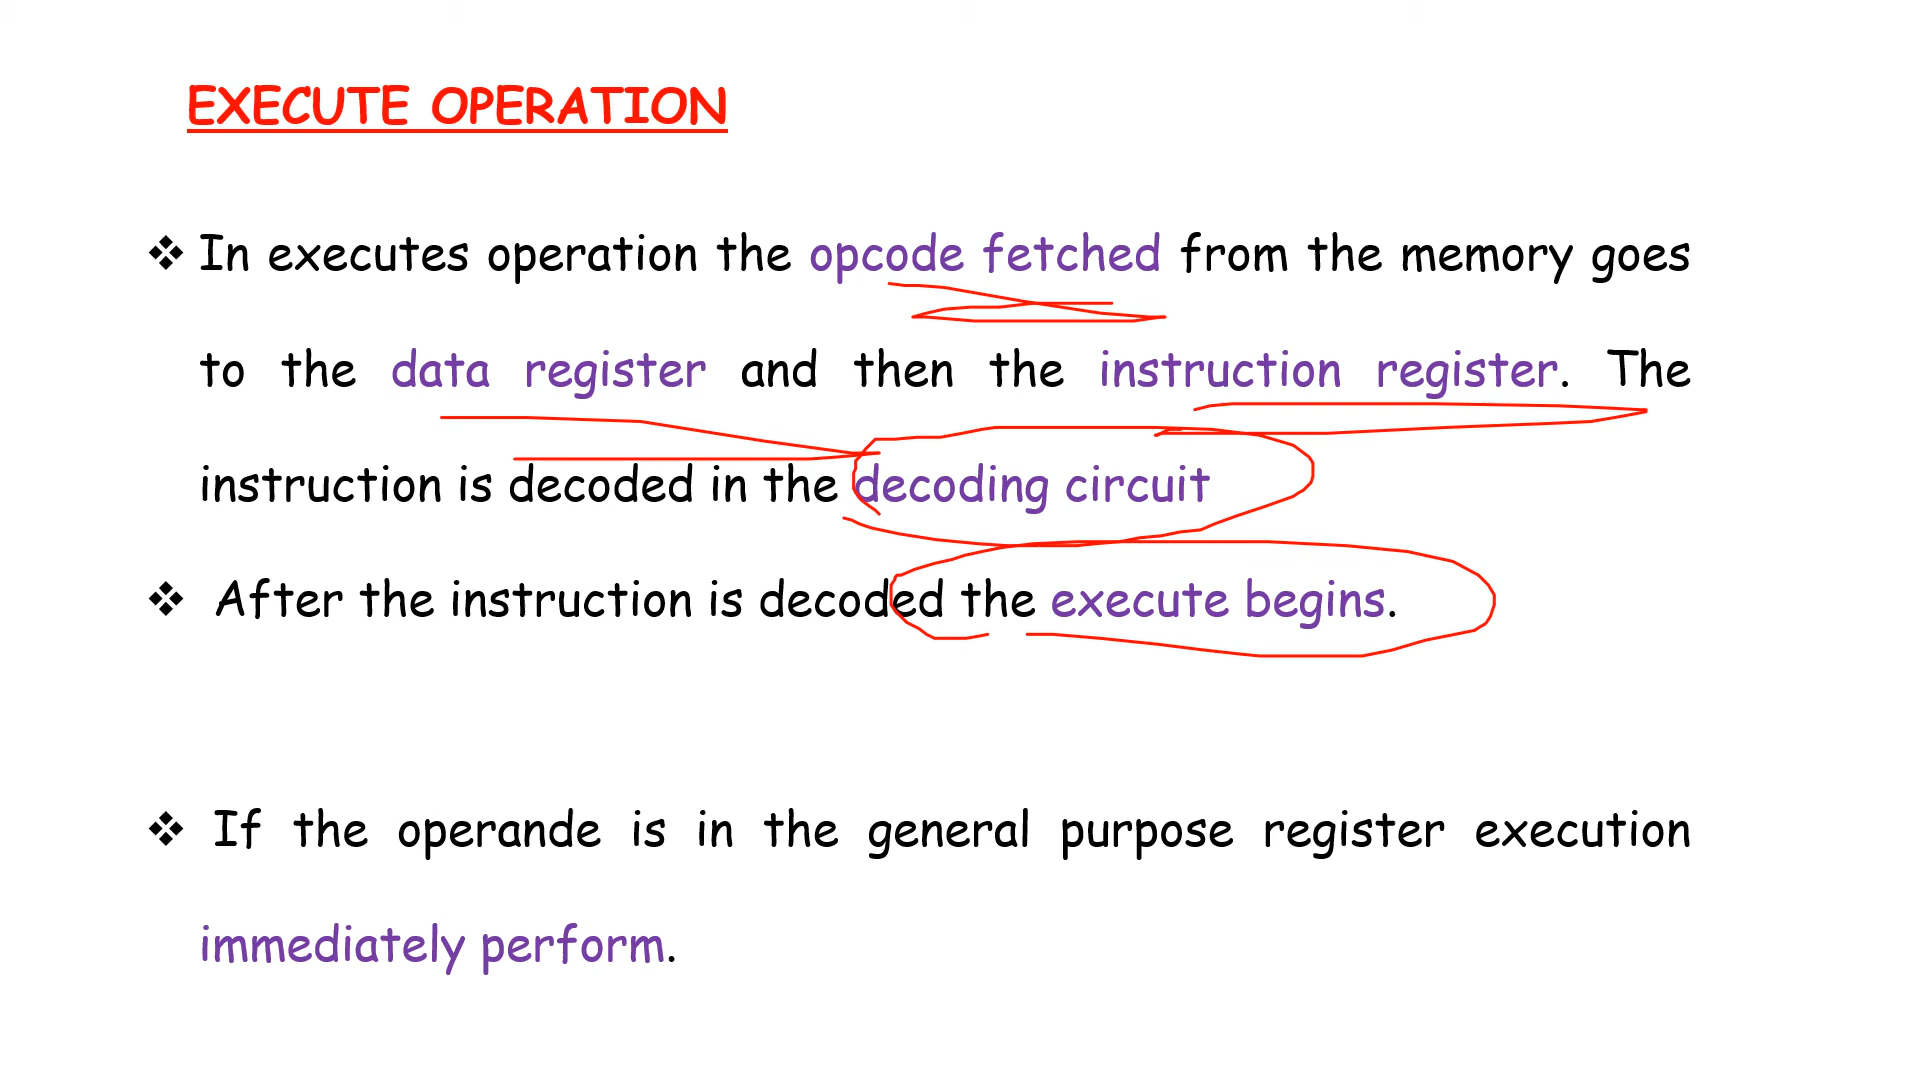 EXECUTE OPERATION
❖ In executes operation the opcode fetched from the memory goes
to the data register and then the instruction register. The
instruction is decoded in the decoding circuit
❖ After the instruction is decoded the execute begins.
❖ If the operande is in the general purpose register execution
immediately perform.